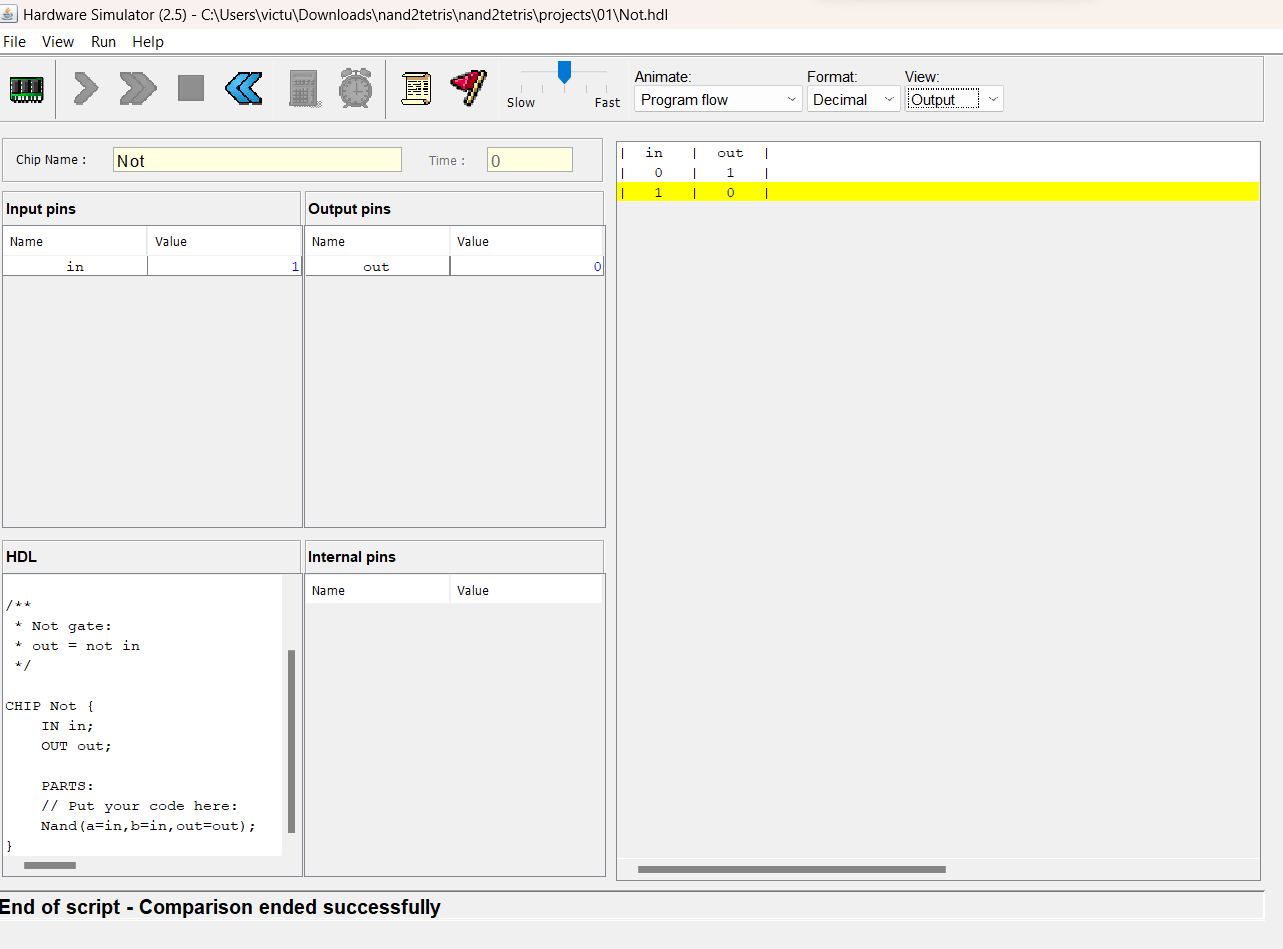 Hardware Simulator (2.5) - C:\Users\victu\Downloads\nand2tetris\nand2tetris\projects\01\Not.hdl
File View Run Help
Slow Fast
Animate: Format: View:
Program flow Decimal Output
Chip Name : Not Time : 0
Input pins
Name Value
in 1
Output pins
Name Value
out 0
| in | out |
| 0 | 1 |
| 1 | 0 |
HDL
/**
* Not gate:
* out = not in
*/
CHIP Not {
IN in;
OUT out;
PARTS:
// Put your code here:
Nand(a=in,b=in,out=out);
}
Internal pins
Name Value
End of script - Comparison ended successfully